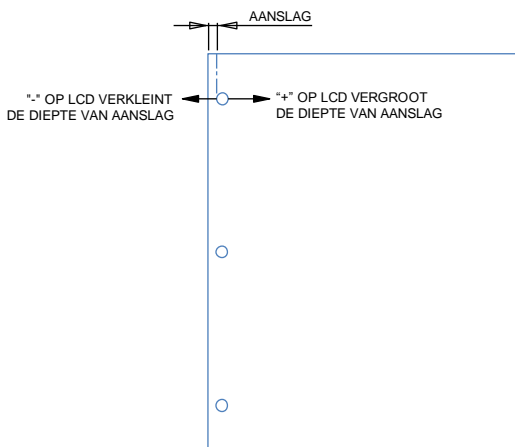 AANSLAG
"-" OP LCD VERKLEINT
DE DIEPTE VAN AANSLAG
“+” OP LCD VERGROOT
DE DIEPTE VAN AANSLAG